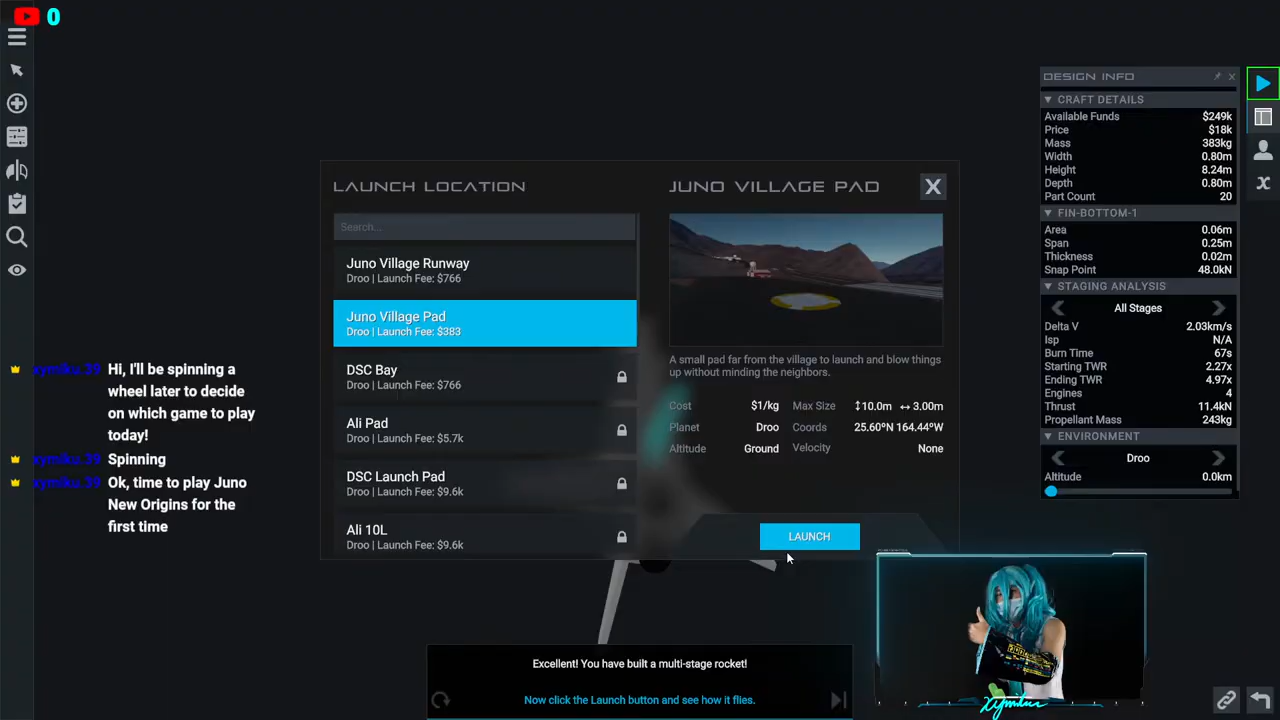 0
LAUNCH LOCATION
Search...
Juno Village Runway
Droo | Launch Fee: $766
Juno Village Pad
Droo | Launch Fee: $383
DSC Bay
Droo | Launch Fee: $766
Ali Pad
Droo | Launch Fee: $5.7k
DSC Launch Pad
Droo | Launch Fee: $9.6k
Ali 10L
Droo | Launch Fee: $9.6k
JUNO VILLAGE PAD
X
A small pad far from the village to launch and blow things
up without minding the neighbors.
Cost $1/kg Max Size ↕10.0m ↔3.00m
Planet Droo Coords 25.60ºN 164.44ºW
Altitude Ground Velocity None
LAUNCH
DESIGN INFO
CRAFT DETAILS
Available Funds $249k
Price $18k
Mass 383kg
Width 0.80m
Height 8.24m
Depth 0.80m
Part Count 20
FIN-BOTTOM-1
Area 0.06m
Span 0.25m
Thickness 0.02m
Snap Point 48.0kN
STAGING ANALYSIS
All Stages
Delta V 2.03km/s
Isp N/A
Burn Time 67s
Starting TWR 2.27x
Ending TWR 4.97x
Engines 4
Thrust 11.4kN
Propellant Mass 243kg
ENVIRONMENT
Droo
Altitude 0.0km
xymiku.39 Hi, I'll be spinning a
wheel later to decide
on which game to play
today!
xymiku.39 Spinning
xymiku.39 Ok, time to play Juno
New Origins for the
first time
Excellent! You have built a multi-stage rocket!
Now click the Launch button and see how it flies.
xymiku